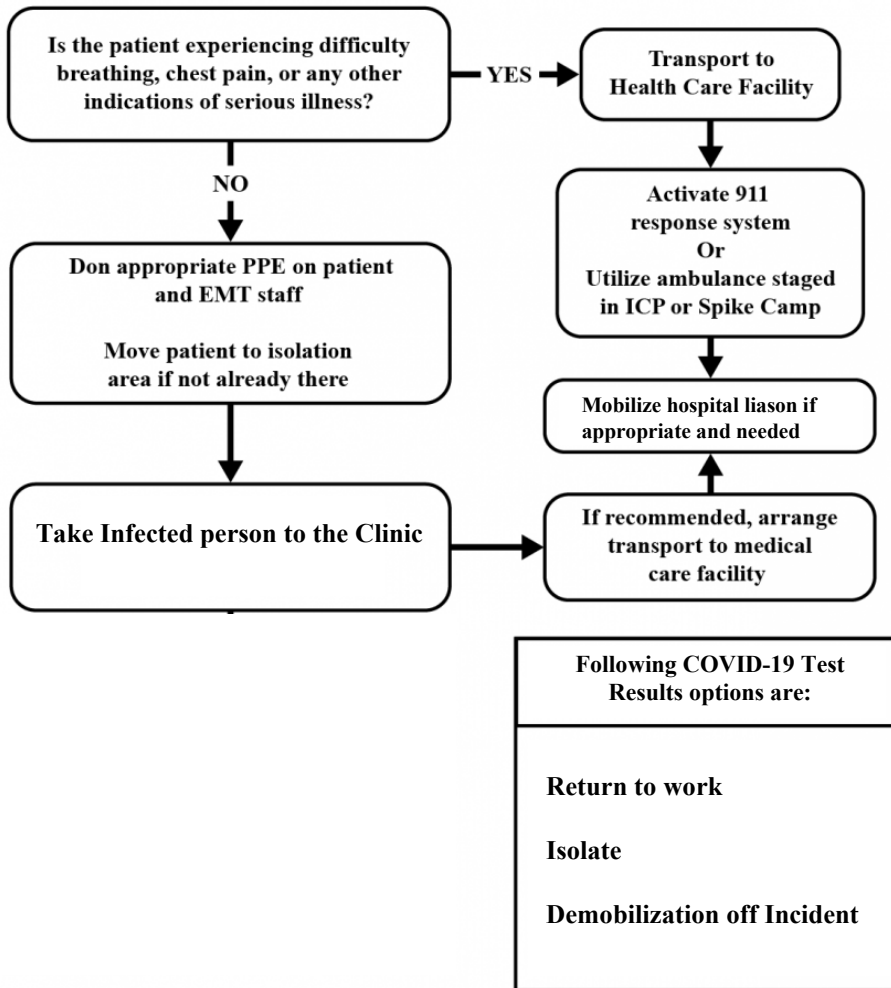 Is the patient experiencing difficulty
breathing, chest pain, or any other
indications of serious illness?
YES
Transport to
Health Care Facility
NO
Activate 911
response system
Or
Utilize ambulance staged
in ICP or Spike Camp
Don appropriate PPE on patient
and EMT staff
Move patient to isolation
area if not already there
Mobilize hospital liason if
appropriate and needed
Take Infected person to the Clinic
If recommended, arrange
transport to medical
care facility
Following COVID-19 Test
Results options are:
Return to work
Isolate
Demobilization off Incident